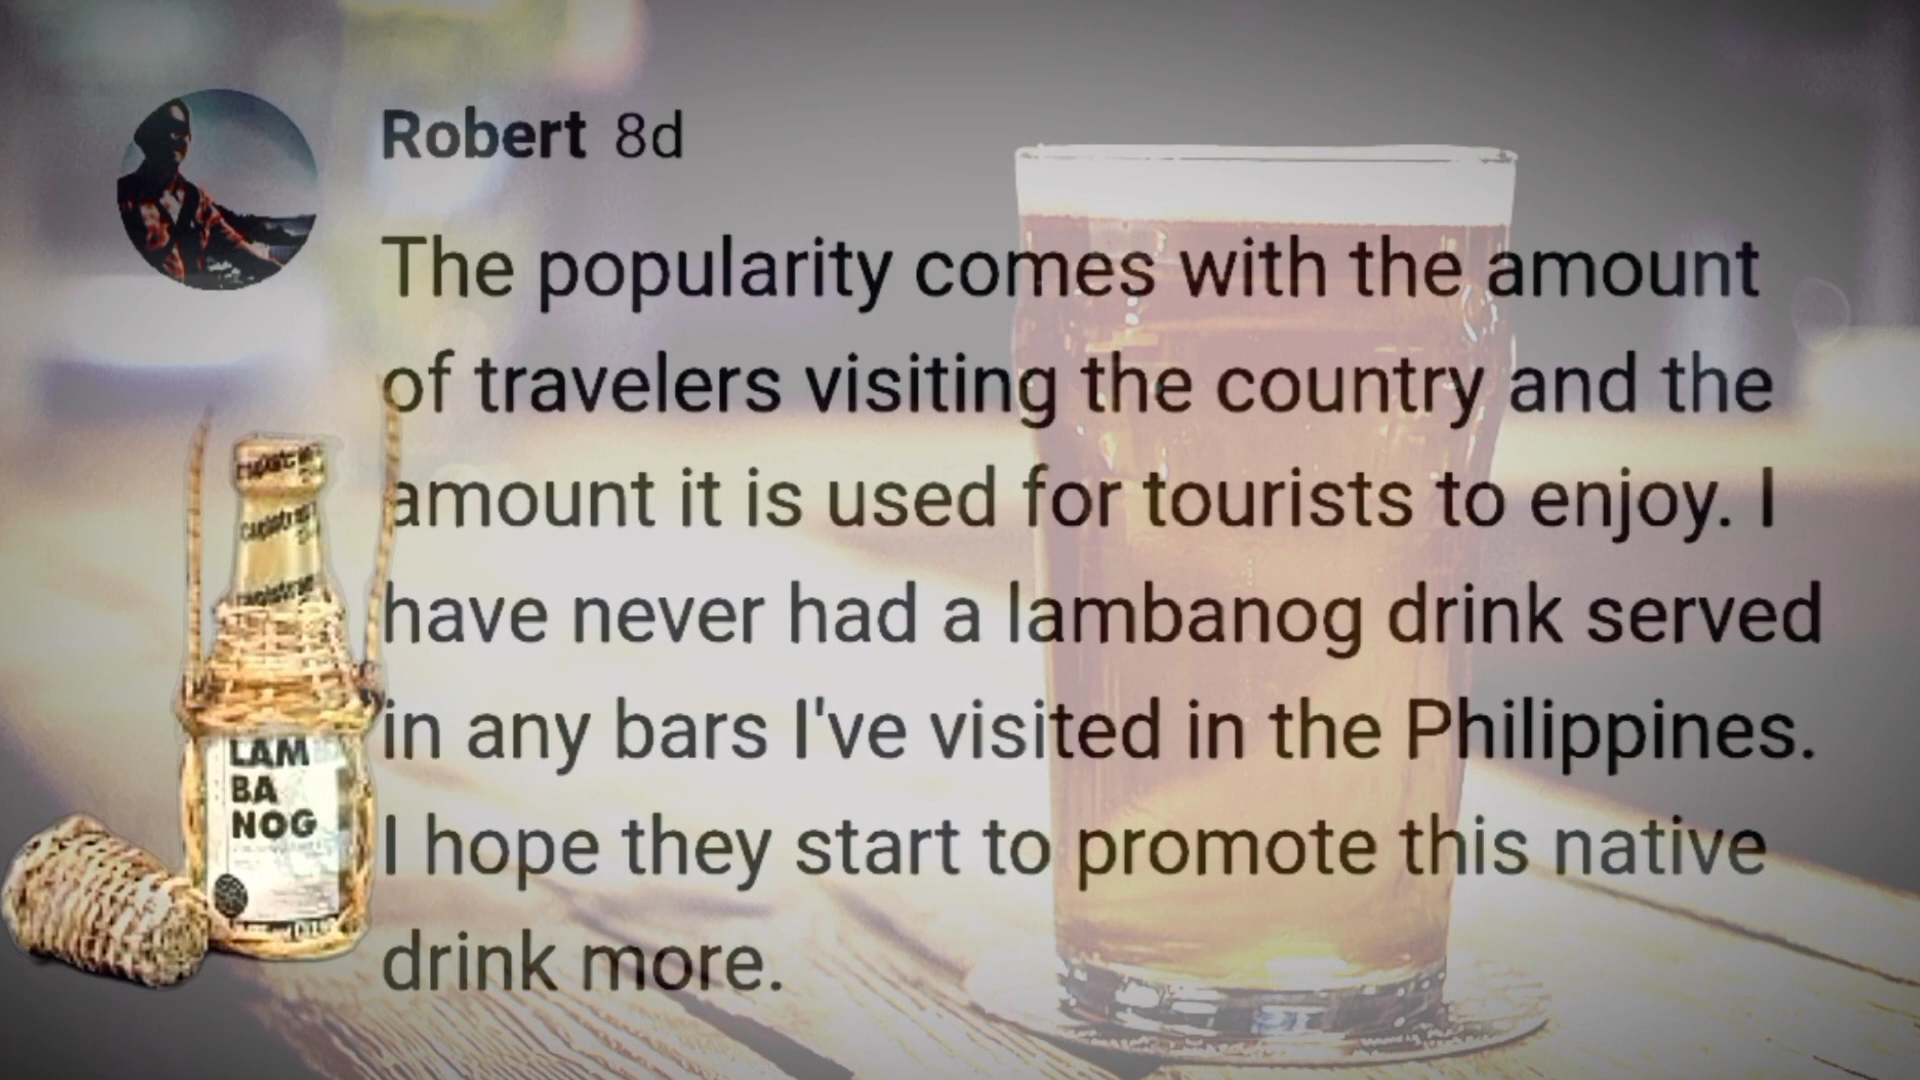 Robert 8d
The popularity comes with the amount
of travelers visiting the country and the
amount it is used for tourists to enjoy. I
have never had a lambanog drink served
in any bars I've visited in the Philippines.
I hope they start to promote this native
drink more.
LAM
BA
NOG